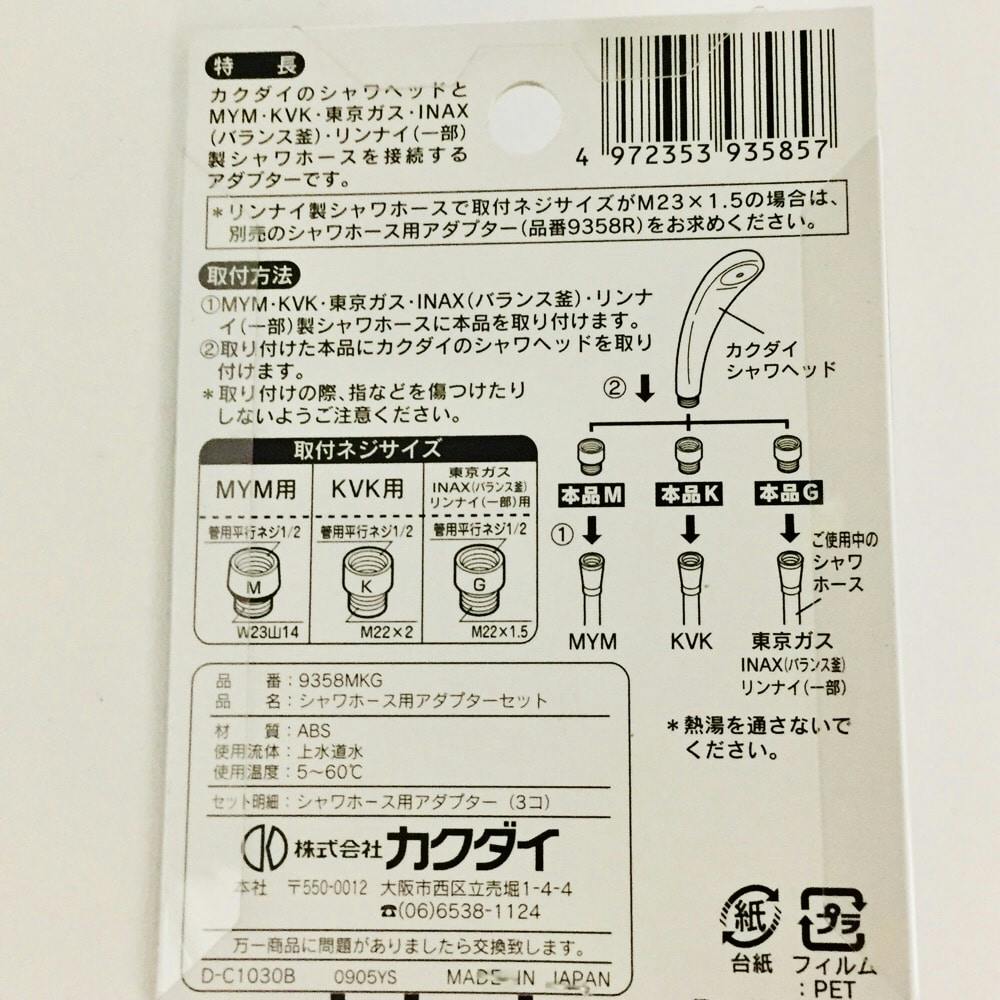 特長
カクダイのシャワヘッドと
MYM・KVK・東京ガス・INAX
(バランス釜)・リンナイ(一部)
製シャワホースを接続する
アダプターです。
4 972353 935857
*リンナイ製シャワホースで取付ネジサイズがM23×1.5の場合は、
別売のシャワホース用アダプター(品番9358R)をお求めください。
取付方法
①MYM・KVK・東京ガス・INAX(バランス釜)・リンナ
イ(一部)製シャワホースに本品を取り付けます。
②取り付けた本品にカクダイのシャワヘッドを取り
付けます。
*取り付けの際、指などを傷つけたり
しないようご注意ください。
カクダイ
シャワヘッド
②
本品M 本品K 本品G
①
ご使用中の
シャワ
ホース
MYM KVK 東京ガス
INAX(バランス釜)
リンナイ(一部)
*熱湯を通さないで
ください。
取付ネジサイズ
MYM用 KVK用 東京ガス
INAX(バランス釜)
リンナイ(一部)用
管用平行ネジ1/2 管用平行ネジ1/2 管用平行ネジ1/2
M K G
W23山14 M22×2 M22×1.5
品番:9358MKG
品名:シャワホース用アダプターセット
材質:ABS
使用流体:上水道水
使用温度:5〜60℃
セット明細:シャワホース用アダプター(3コ)
株式会社カクダイ
本社 〒550-0012 大阪市西区立売堀1-4-4
☎(06)6538-1124
万一商品に問題がありましたら交換致します。
D-C1030B 0905YS MADE IN JAPAN
紙 プラ
台紙 フィルム
:PET